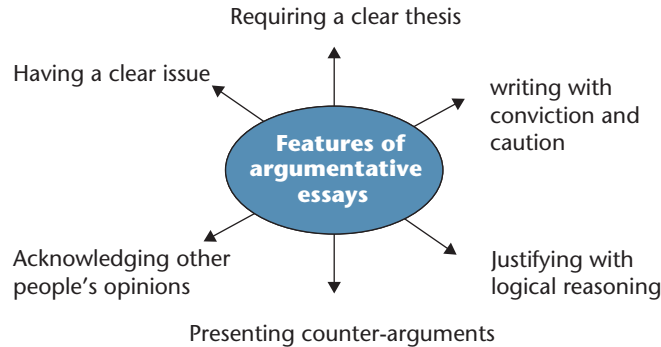 Requiring a clear thesis
Having a clear issue
writing with
conviction and
caution
Features of
argumentative
essays
Acknowledging other
people's opinions
Justifying with
logical reasoning
Presenting counter-arguments